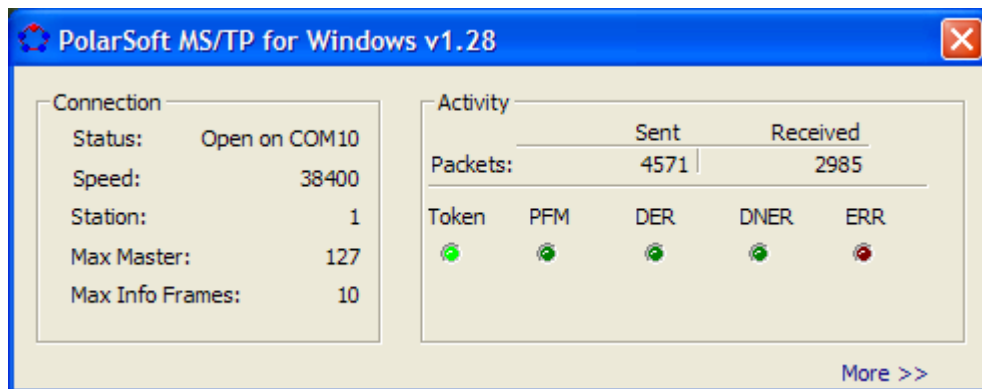 PolarSoft MS/TP for Windows v1.28
Connection
Status: Open on COM10
Speed: 38400
Station: 1
Max Master: 127
Max Info Frames: 10
Activity
Sent Received
Packets: 4571 2985
Token PFM DER DNER ERR
More >>